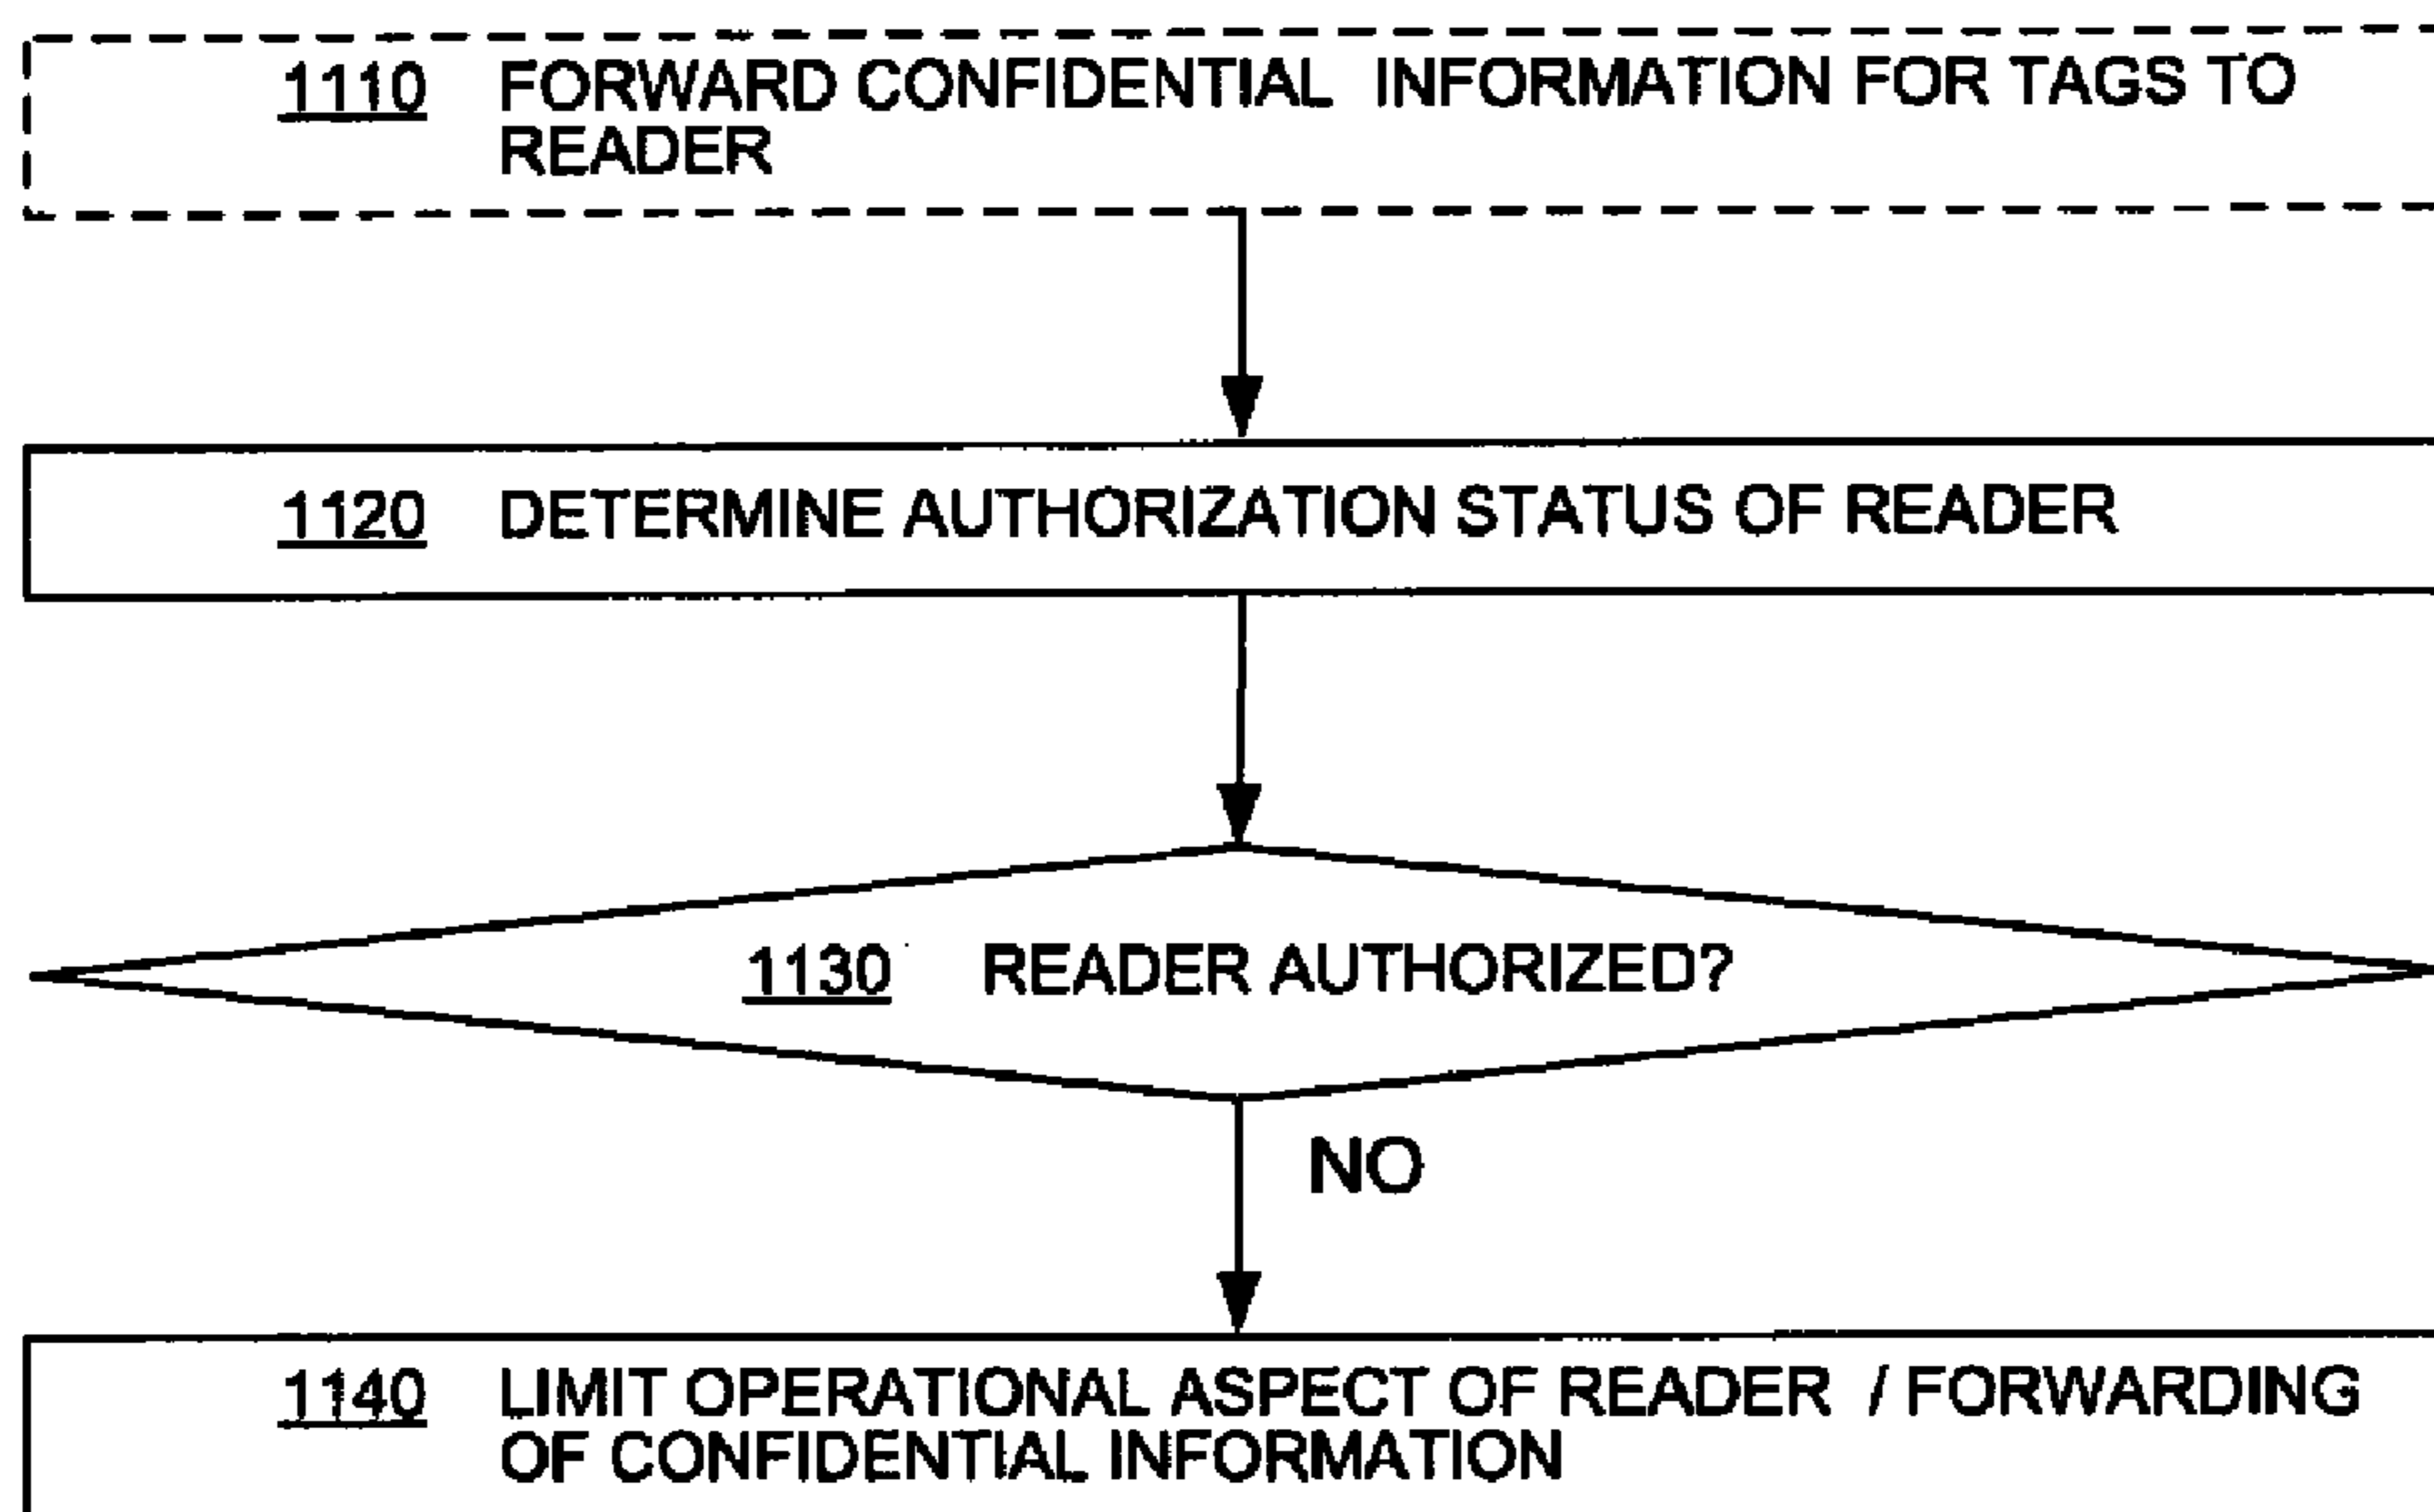 1110 FORWARD CONFIDENTIAL INFORMATION FOR TAGS TO
READER
1120 DETERMINE AUTHORIZATION STATUS OF READER
1130 READER AUTHORIZED?
NO
1140 LIMIT OPERATIONAL ASPECT OF READER / FORWARDING
OF CONFIDENTIAL INFORMATION